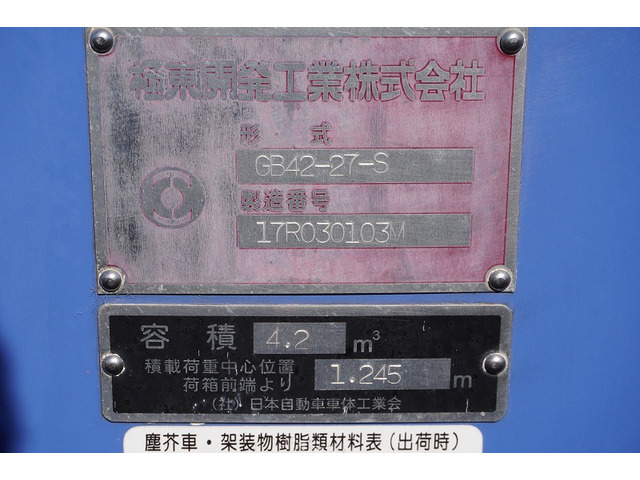 極東開発工業株式会社
形式
GB42-27-S
製造番号
17R030103M
容積 4.2 m³
積載荷重中心位置
荷箱前端より 1.245 m
(社)日本自動車車体工業会
塵芥車・架装物樹脂類材料表(出荷時)